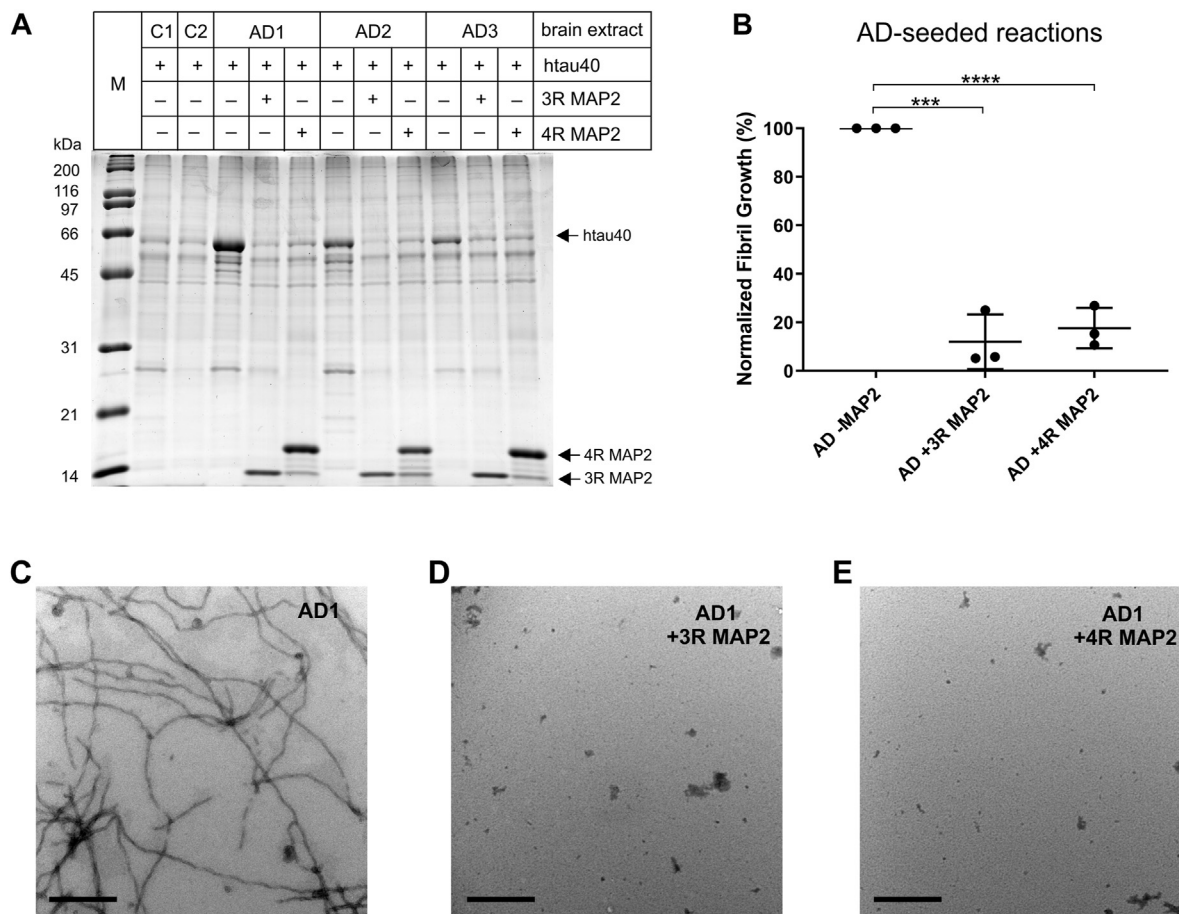 A
M
C1 C2 AD1 AD2 AD3 brain extract
+ + + + + + + + + + + htau40
– – – + – – + – – + – 3R MAP2
– – – – + – – + – – + 4R MAP2
kDa
200
116
97
66
45
31
21
14
htau40
4R MAP2
3R MAP2
B
AD-seeded reactions
****
***
Normalized Fibril Growth (%)
100
80
60
40
20
0
AD -MAP2
AD +3R MAP2
AD +4R MAP2
C
AD1
D
AD1
+3R MAP2
E
AD1
+4R MAP2